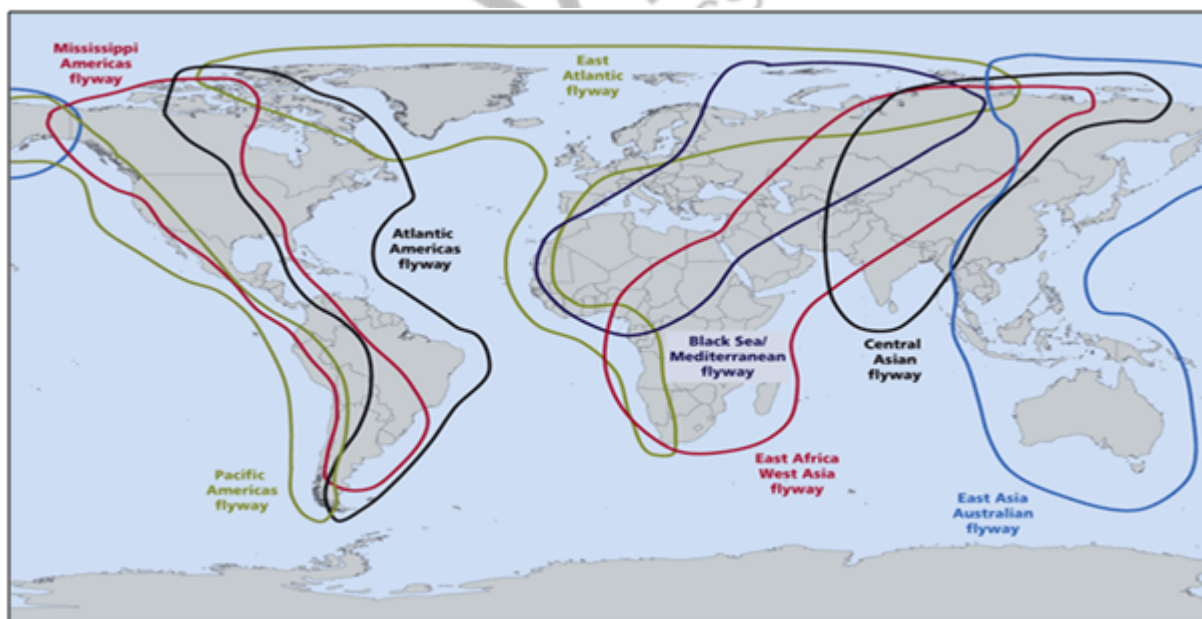 Mississippi
Americas
flyway
East
Atlantic
flyway
Atlantic
Americas
flyway
Black Sea/
Mediterranean
flyway
Central
Asian
flyway
Pacific
Americas
flyway
East Africa
West Asia
flyway
East Asia
Australian
flyway